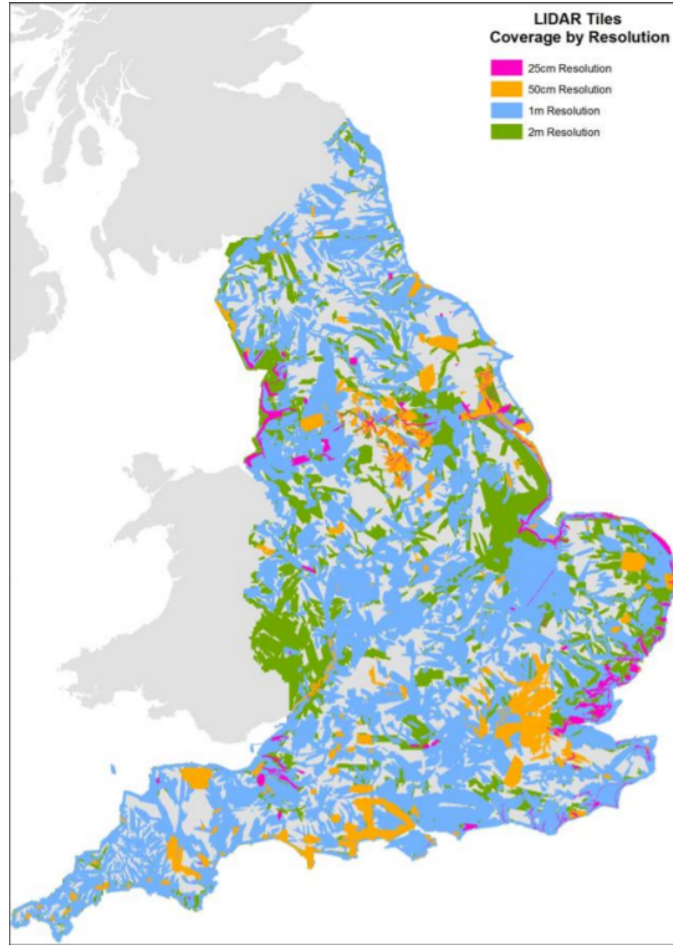 LIDAR Tiles
Coverage by Resolution
25cm Resolution
50cm Resolution
1m Resolution
2m Resolution